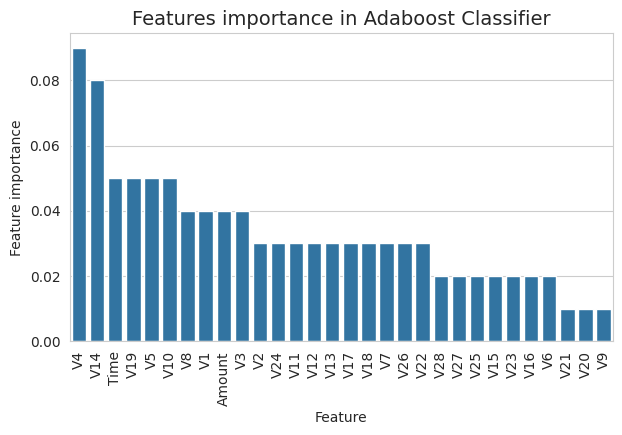 Features importance in Adaboost Classifier
Feature importance
0.08
0.06
0.04
0.02
0.00
V4
V14
Time
V19
V5
V10
V8
V1
Amount
V3
V2
V24
V11
V12
V13
V17
V18
V7
V26
V22
V28
V27
V25
V15
V23
V16
V6
V21
V20
V9
Feature